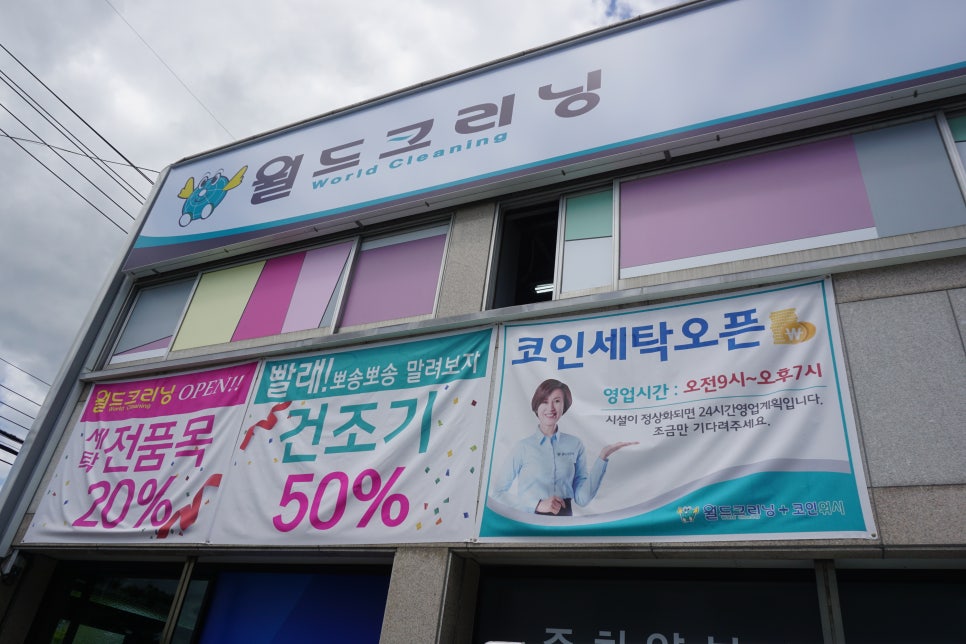 월드크리닝
World Cleaning
월드크리닝 OPEN!!
World Cleaning
세탁 전품목
20%
빨래! 뽀송뽀송 말려보자
건조기
50%
코인세탁오픈
영업시간 : 오전9시~오후7시
시설이 정상화되면 24시간영업계획입니다.
조금만 기다려주세요.
월드크리닝+코인워시